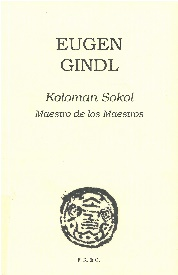 EUGEN
GINDL
Koloman Sokol
Maestro de los Maestros